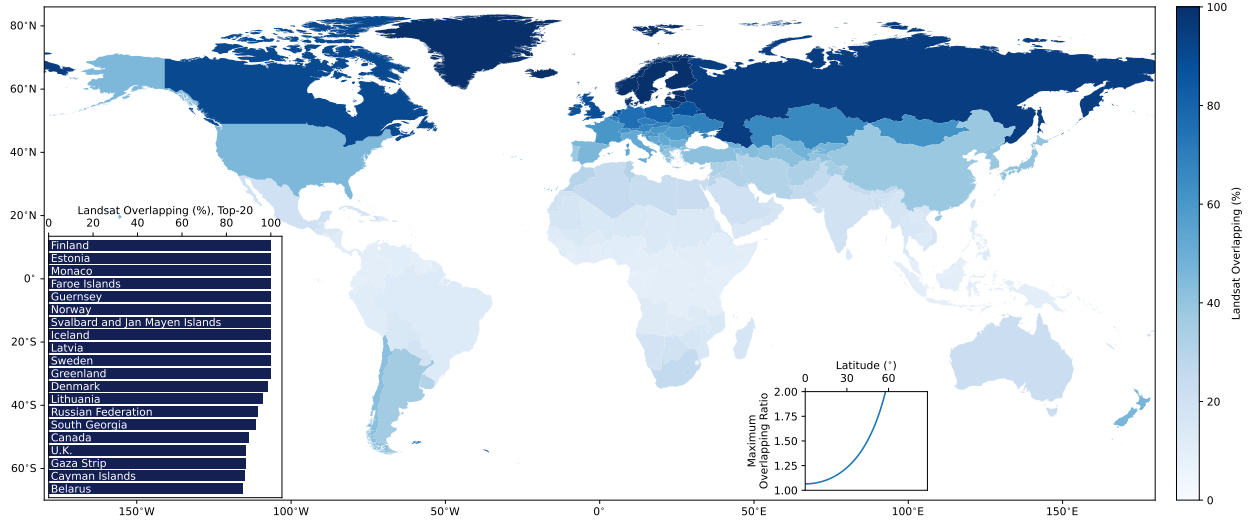 80°N
60°N
40°N
20°N
0°
20°S
40°S
60°S
150°W
100°W
50°W
0°
50°E
100°E
150°E
Landsat Overlapping (%), Top-20
0 20 40 60 80 100
Finland
Estonia
Monaco
Faroe Islands
Guernsey
Norway
Svalbard and Jan Mayen Islands
Iceland
Latvia
Sweden
Greenland
Denmark
Lithuania
Russian Federation
South Georgia
Canada
U.K.
Gaza Strip
Cayman Islands
Belarus
Latitude (°)
0 30 60
2.00
1.75
1.50
1.25
1.00
Maximum
Overlapping Ratio
100
80
60
40
20
0
Landsat Overlapping (%)